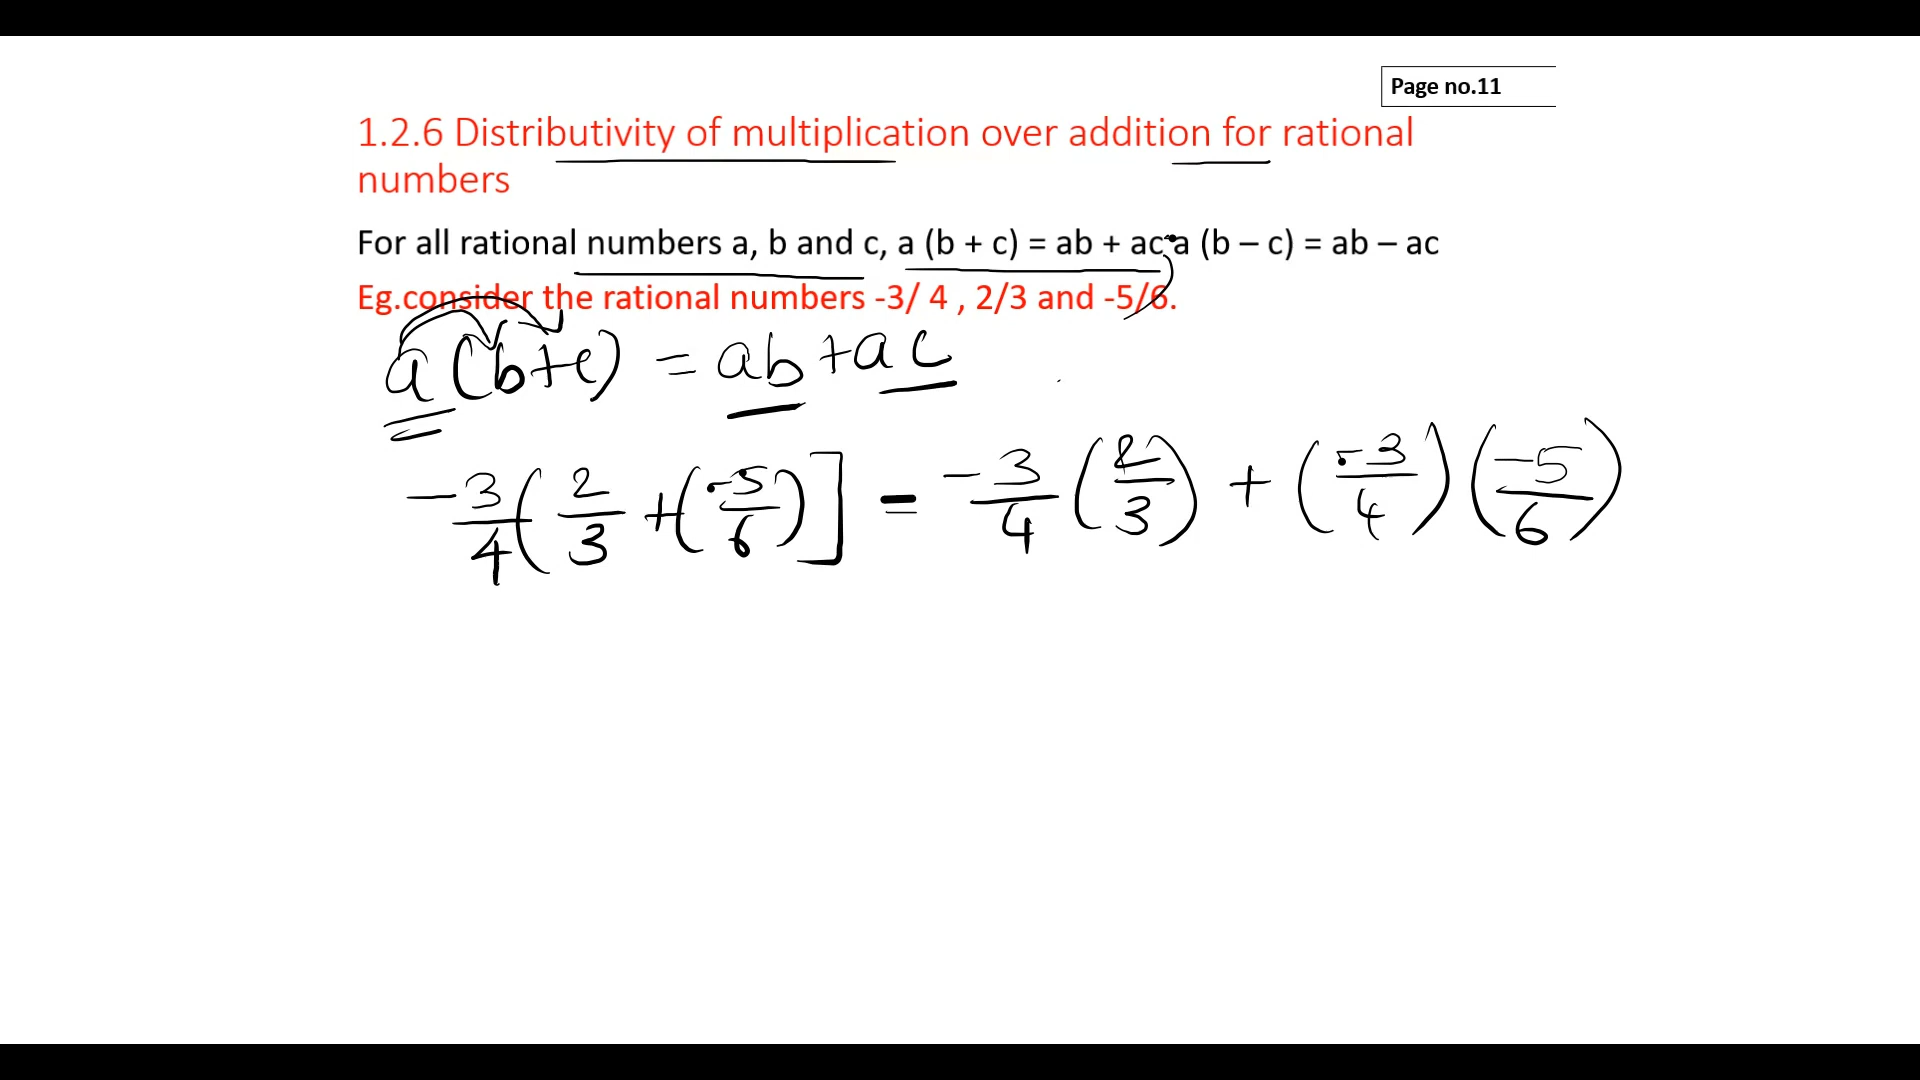 Page no.11
1.2.6 Distributivity of multiplication over addition for rational
numbers
For all rational numbers a, b and c, a (b + c) = ab + ac a (b – c) = ab – ac
Eg.consider the rational numbers -3/ 4 , 2/3 and -5/6.
a(b+c) = ab+ac
-3/4(2/3+(-5/6)] = -3/4(2/3) + (-3/4)(-5/6)